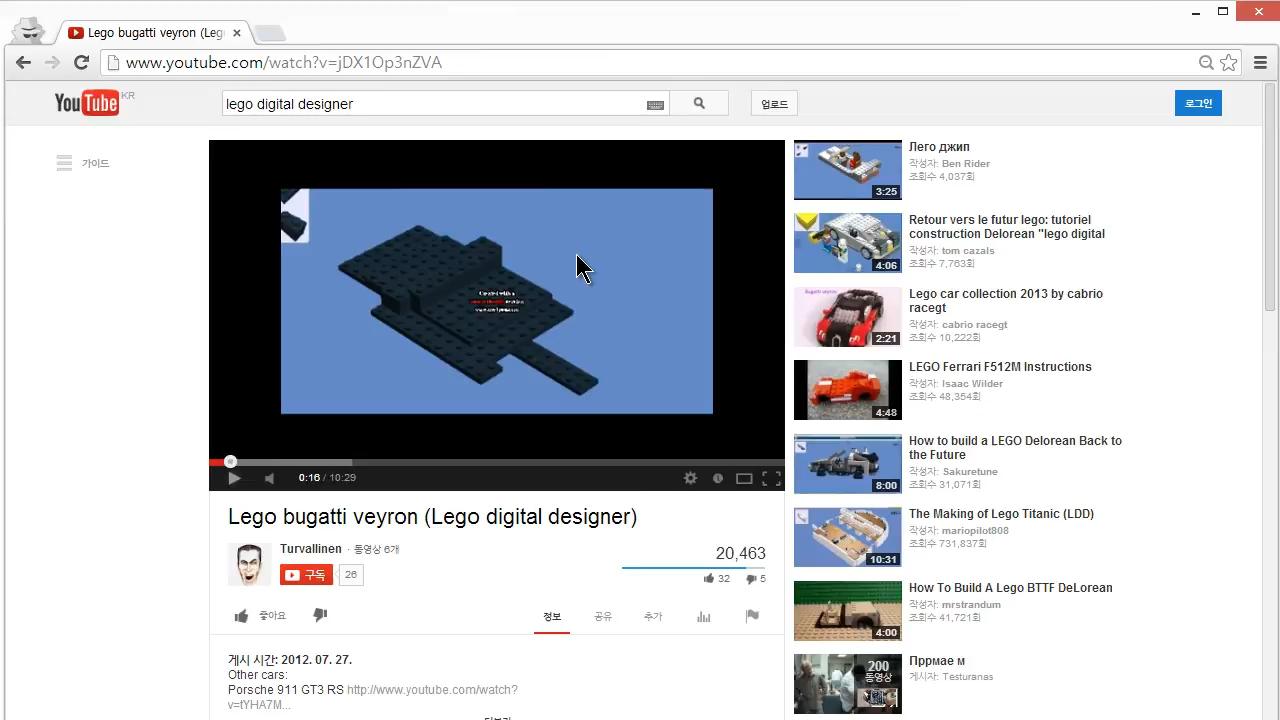 Lego bugatti veyron (Leg
www.youtube.com/watch?v=jDX1Op3nZVA
YouTube KR
lego digital designer
업로드
로그인
가이드
0:16 / 10:29
Lego bugatti veyron (Lego digital designer)
Turvallinen · 동영상 6개
구독 26
20,463
32 5
좋아요
정보 공유 추가
게시 시간: 2012. 07. 27.
Other cars:
Porsche 911 GT3 RS http://www.youtube.com/watch?
v=tYHA7M...
더보기
3:25
Лего джип
작성자: Ben Rider
조회수 4,037회
4:06
Retour vers le futur lego: tutoriel
construction Delorean "lego digital
작성자: tom cazals
조회수 7,763회
Bugatti veyron
2:21
Lego car collection 2013 by cabrio
racegt
작성자: cabrio racegt
조회수 10,222회
4:48
LEGO Ferrari F512M Instructions
작성자: Isaac Wilder
조회수 48,354회
8:00
How to build a LEGO Delorean Back to
the Future
작성자: Sakuretune
조회수 31,071회
10:31
The Making of Lego Titanic (LDD)
작성자: mariopilot808
조회수 731,837회
4:00
How To Build A Lego BTTF DeLorean
작성자: mrstrandum
조회수 41,721회
200
동영상
Пррмае м
게시자: Testuranas